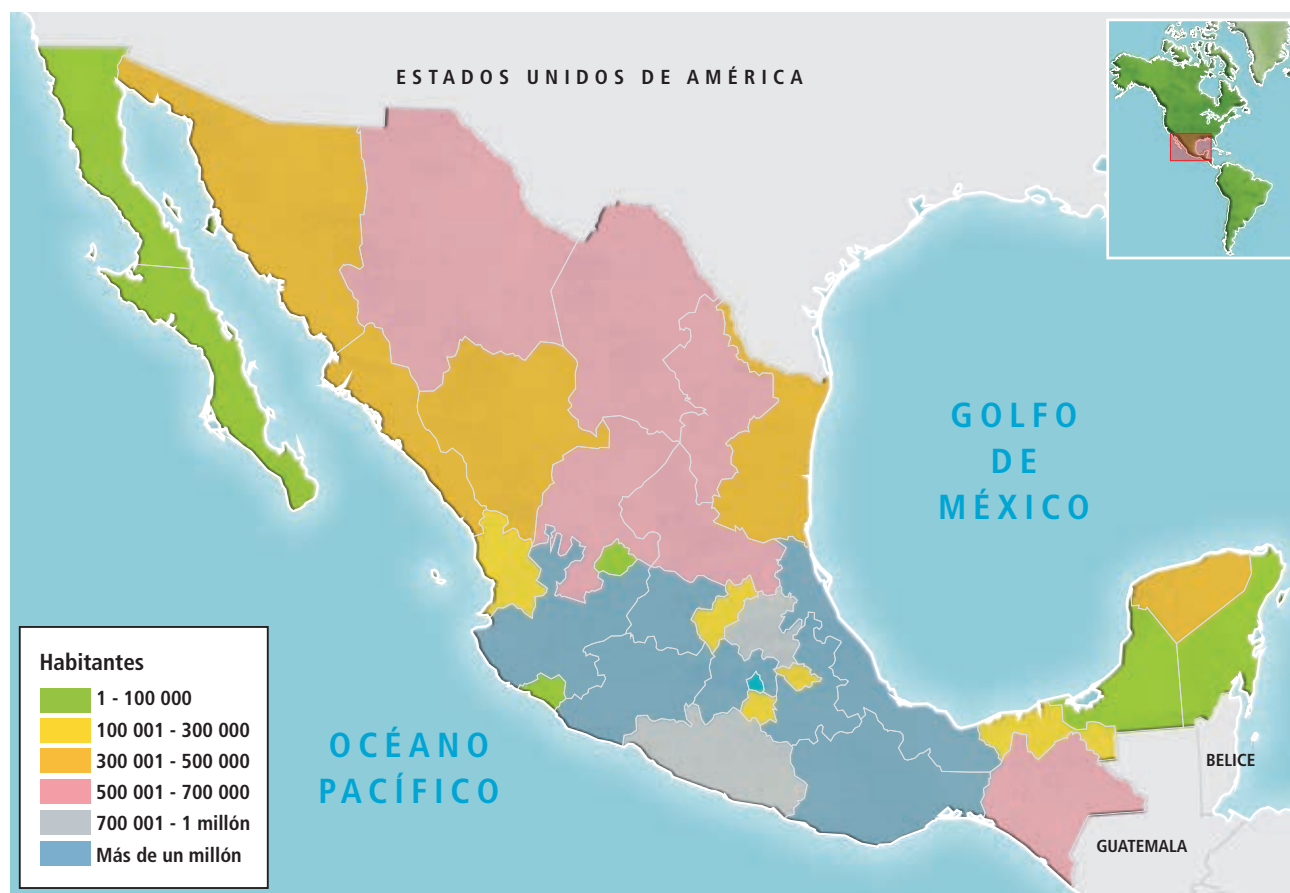 ESTADOS UNIDOS DE AMÉRICA
GOLFO
DE
MÉXICO
OCÉANO
PACÍFICO
BELICE
GUATEMALA
Habitantes
1 - 100 000
100 001 - 300 000
300 001 - 500 000
500 001 - 700 000
700 001 - 1 millón
Más de un millón